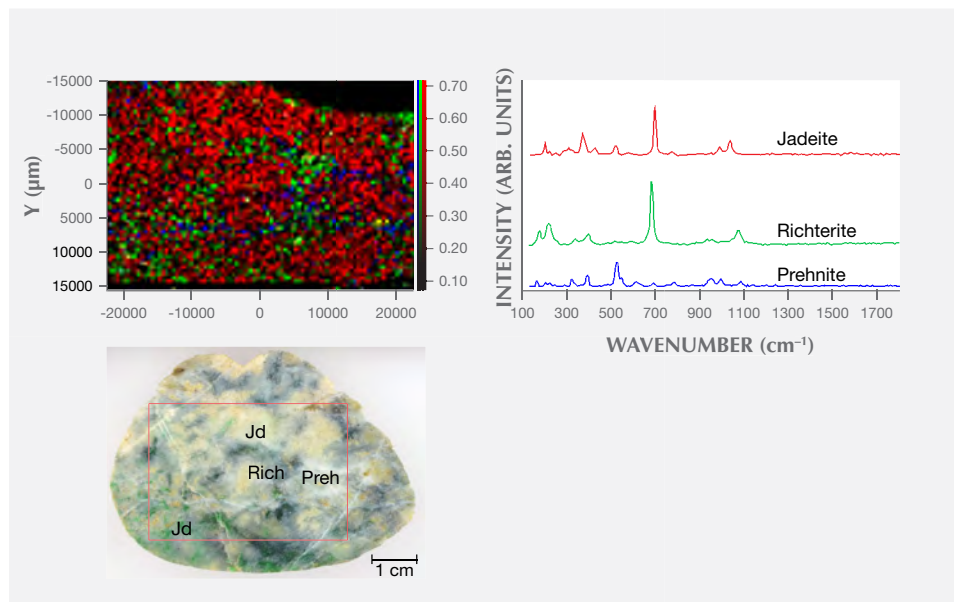 -15000
-10000
-5000
0
5000
10000
15000
Y (µm)
0.70
0.60
0.50
0.40
0.30
0.20
0.10
-20000 -10000 0 10000 20000
INTENSITY (ARB. UNITS)
Jadeite
Richterite
Prehnite
100 300 500 700 900 1100 1300 1500 1700
WAVENUMBER (cm⁻¹)
Jd
Rich Preh
Jd
1 cm